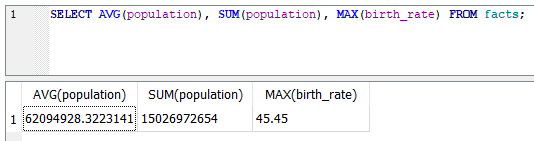 1 SELECT AVG(population), SUM(population), MAX(birth_rate) FROM facts;
AVG(population) SUM(population) MAX(birth_rate)
1 62094928.3223141 15026972654 45.45